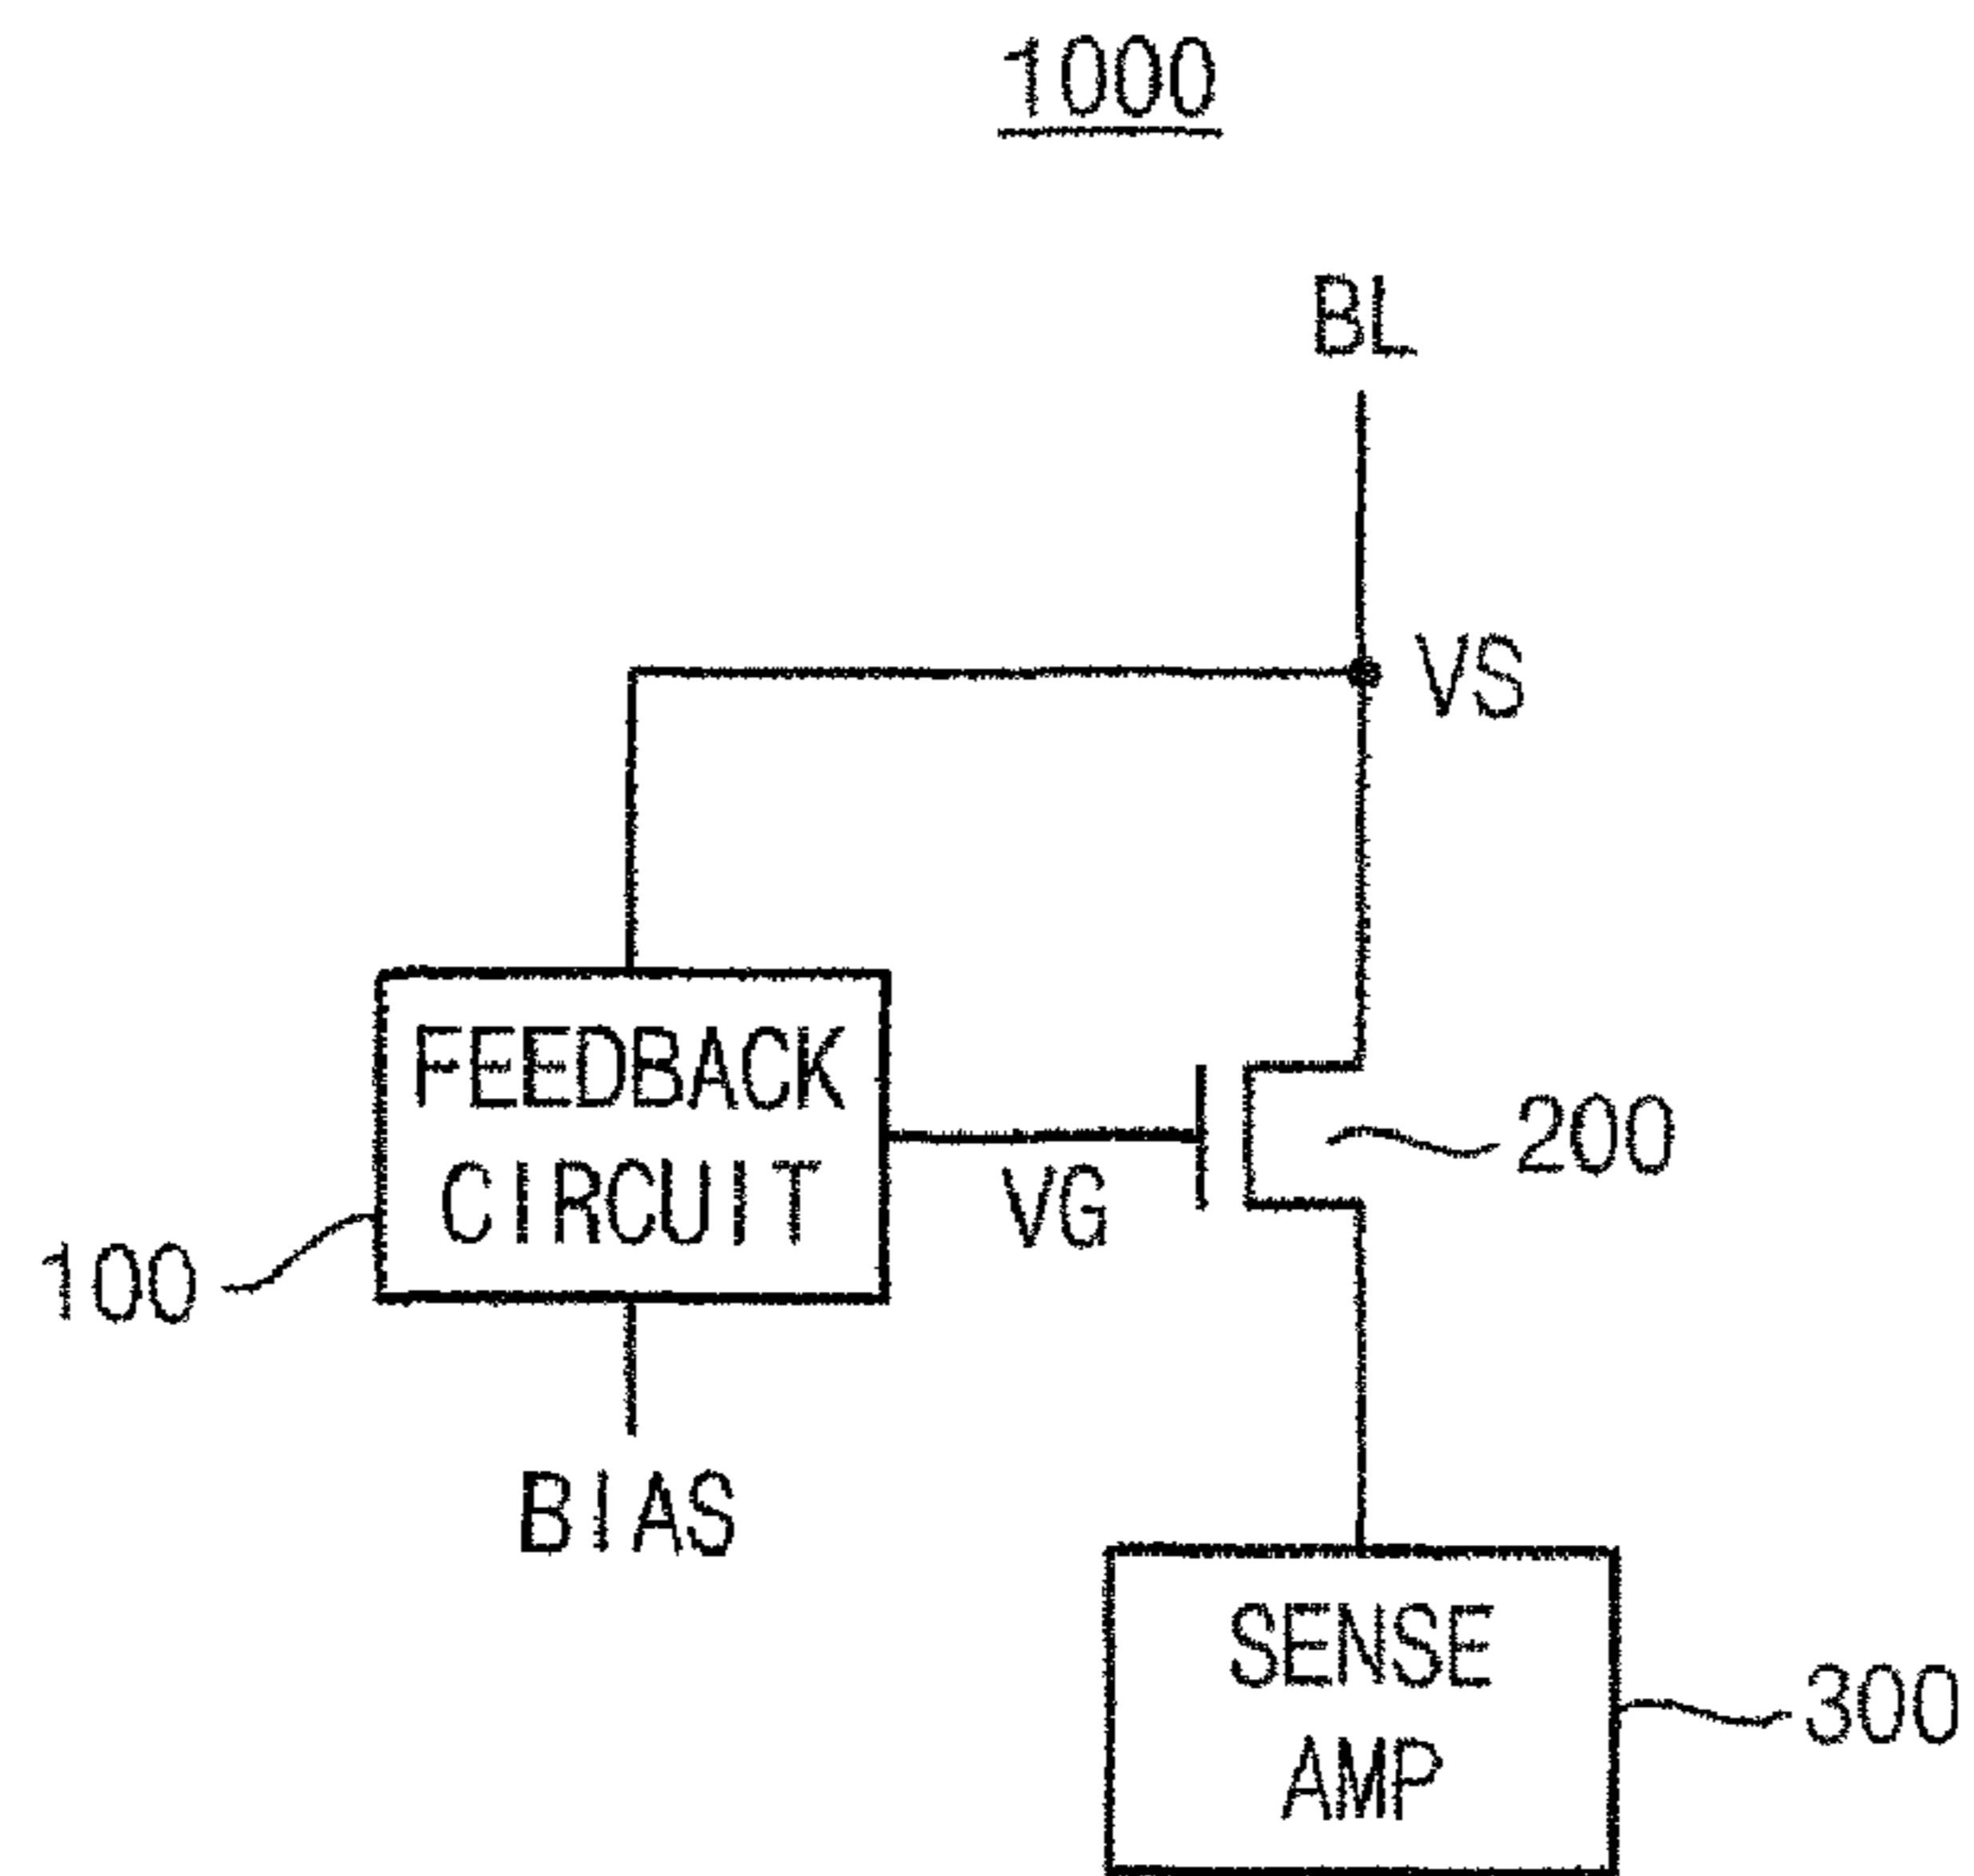 1000
BL
VS
FEEDBACK
CIRCUIT
VG
200
100
BIAS
SENSE
AMP
300